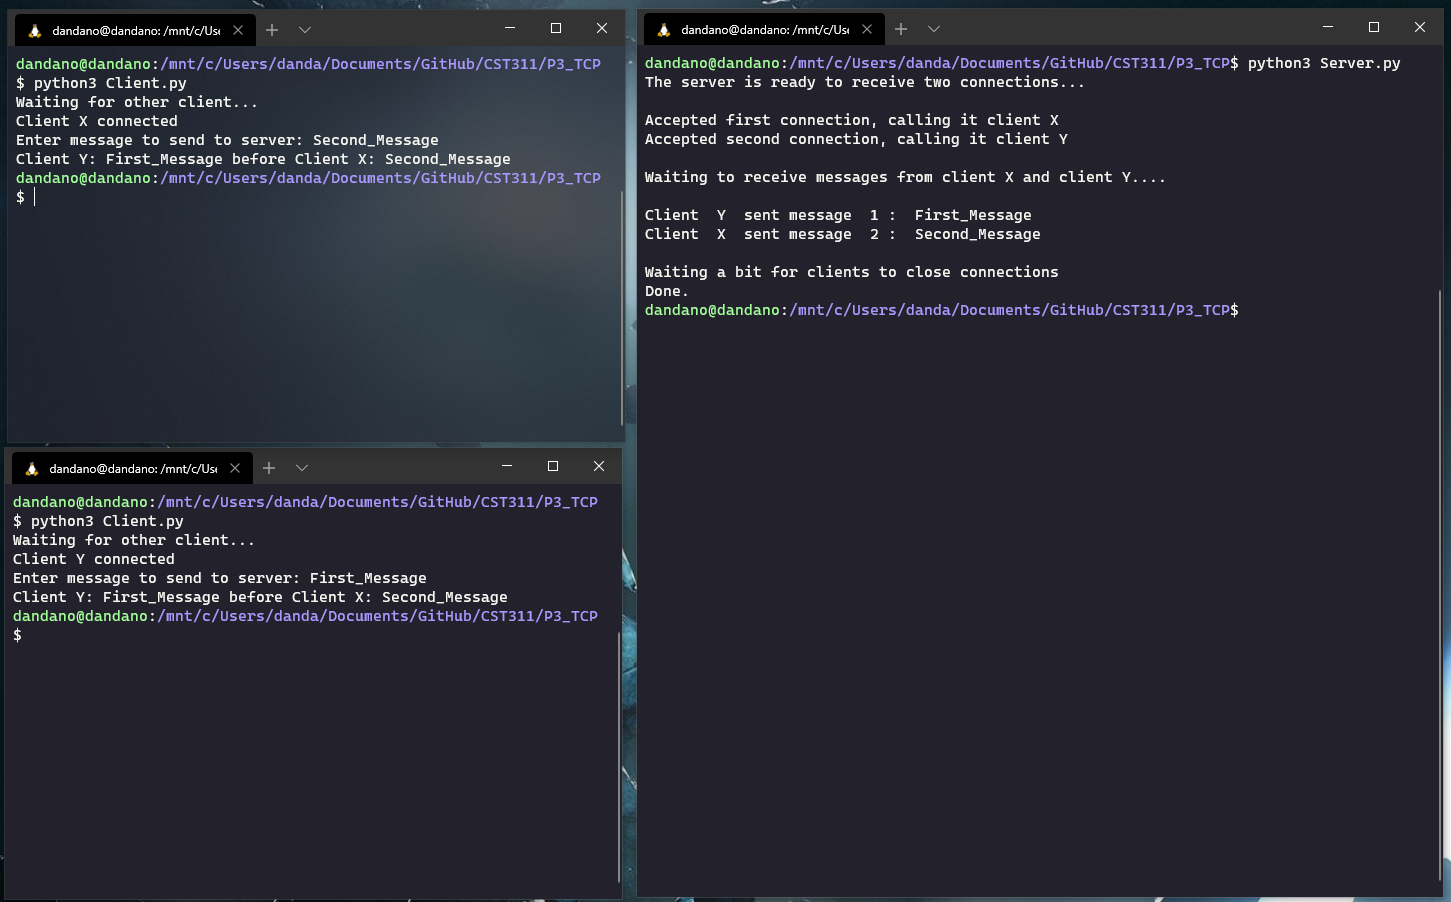 dandano@dandano: /mnt/c/Use
dandano@dandano:/mnt/c/Users/danda/Documents/GitHub/CST311/P3_TCP
$ python3 Client.py
Waiting for other client...
Client X connected
Enter message to send to server: Second_Message
Client Y: First_Message before Client X: Second_Message
dandano@dandano:/mnt/c/Users/danda/Documents/GitHub/CST311/P3_TCP
$
dandano@dandano: /mnt/c/Use
dandano@dandano:/mnt/c/Users/danda/Documents/GitHub/CST311/P3_TCP
$ python3 Client.py
Waiting for other client...
Client Y connected
Enter message to send to server: First_Message
Client Y: First_Message before Client X: Second_Message
dandano@dandano:/mnt/c/Users/danda/Documents/GitHub/CST311/P3_TCP
$
dandano@dandano: /mnt/c/Use
dandano@dandano:/mnt/c/Users/danda/Documents/GitHub/CST311/P3_TCP$ python3 Server.py
The server is ready to receive two connections...
Accepted first connection, calling it client X
Accepted second connection, calling it client Y
Waiting to receive messages from client X and client Y....
Client  Y  sent message  1 :  First_Message
Client  X  sent message  2 :  Second_Message
Waiting a bit for clients to close connections
Done.
dandano@dandano:/mnt/c/Users/danda/Documents/GitHub/CST311/P3_TCP$